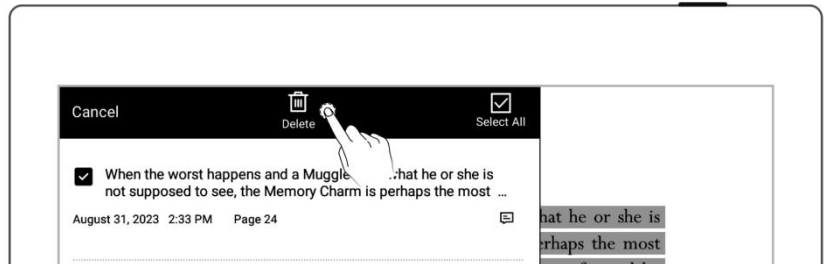 Cancel
Delete
Select All
When the worst happens and a Muggle hat he or she is
not supposed to see, the Memory Charm is perhaps the most ...
August 31, 2023 2:33 PM Page 24
hat he or she is
erhaps the most